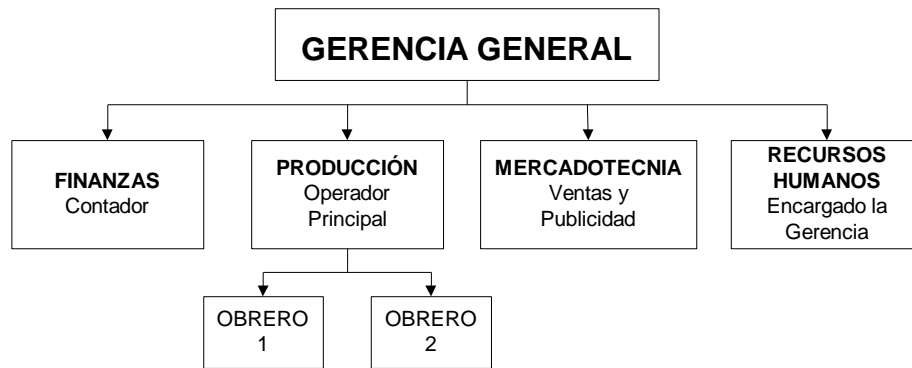 GERENCIA GENERAL
FINANZAS
Contador
PRODUCCIÓN
Operador
Principal
MERCADOTECNIA
Ventas y
Publicidad
RECURSOS
HUMANOS
Encargado la
Gerencia
OBRERO
1
OBRERO
2